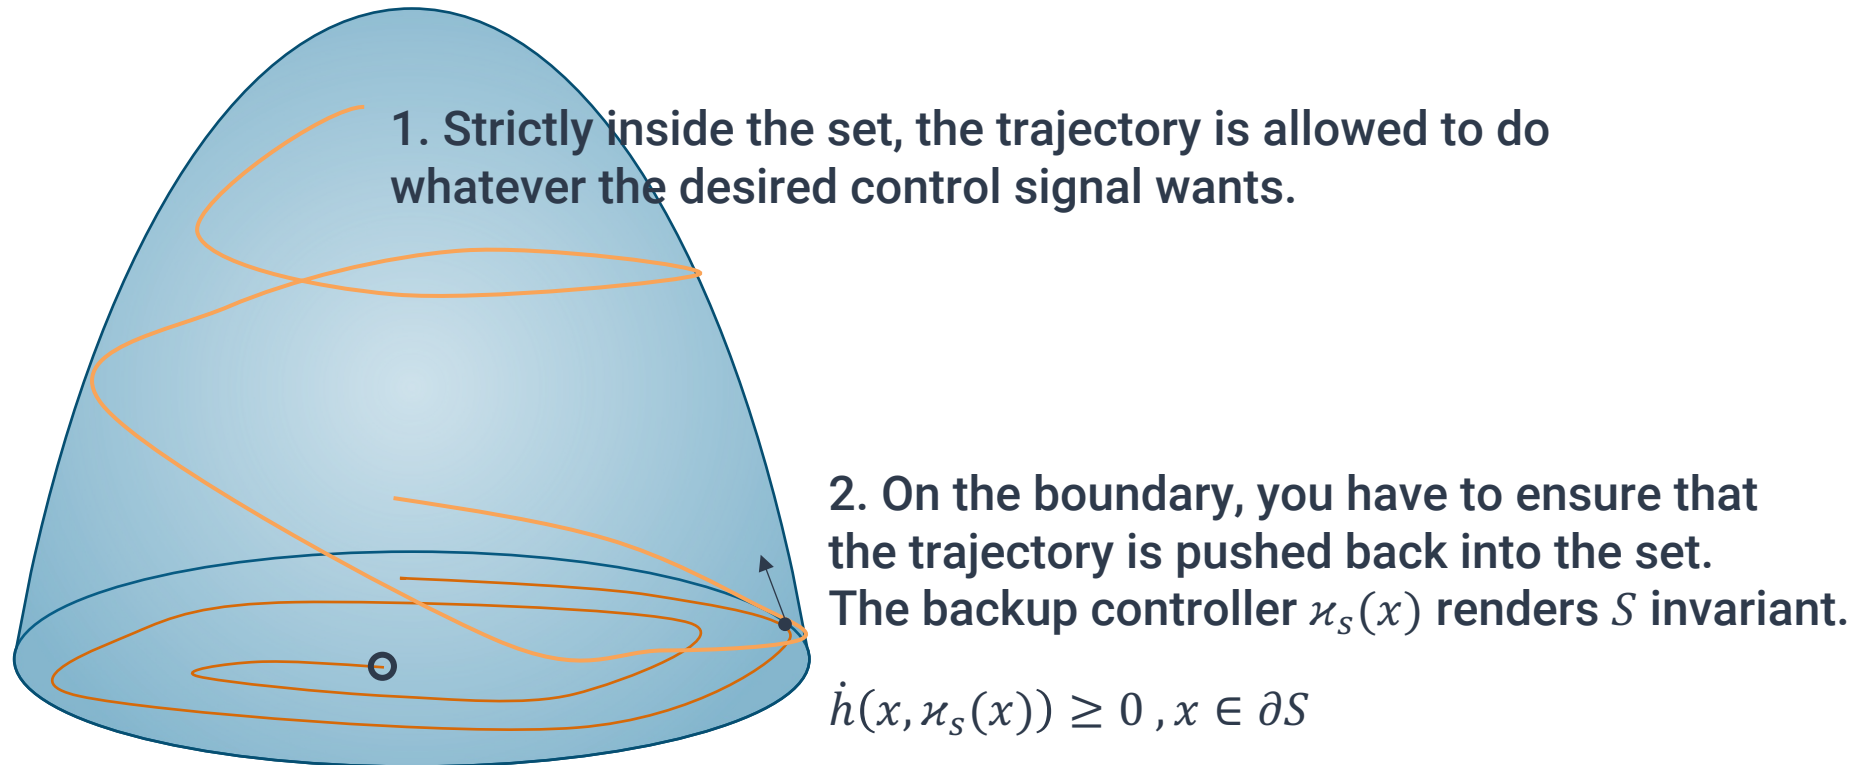 1. Strictly inside the set, the trajectory is allowed to do
whatever the desired control signal wants.
2. On the boundary, you have to ensure that
the trajectory is pushed back into the set.
The backup controller ϰₛ(x) renders S invariant.
ḣ(x, ϰₛ(x)) ≥ 0 , x ∈ ∂S